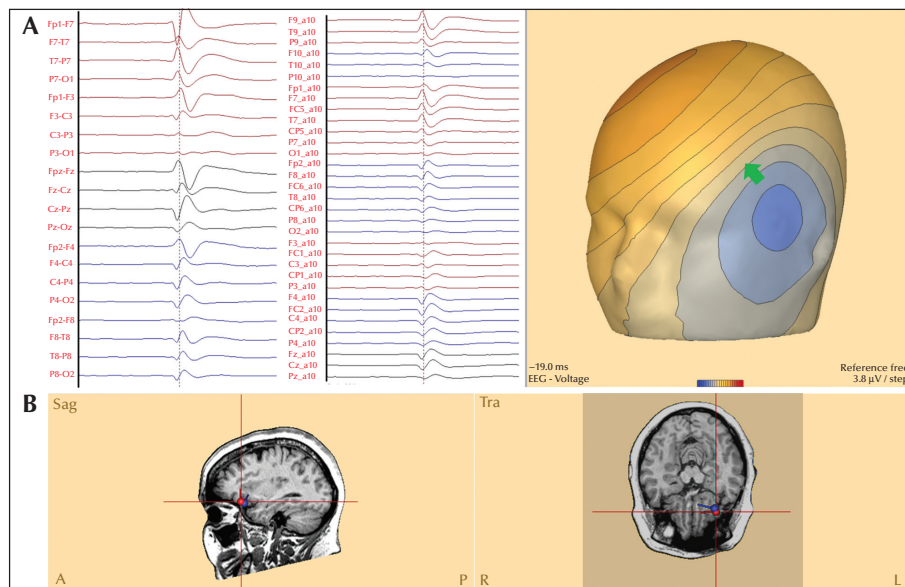 A
Fp1-F7
F7-T7
T7-P7
P7-O1
Fp1-F3
F3-C3
C3-P3
P3-O1
Fpz-Fz
Fz-Cz
Cz-Pz
Pz-Oz
Fp2-F4
F4-C4
C4-P4
P4-O2
Fp2-F8
F8-T8
T8-P8
P8-O2
F9_a10
T9_a10
P9_a10
F10_a10
T10_a10
P10_a10
Fp1_a10
F7_a10
FC5_a10
T7_a10
CP5_a10
P7_a10
O1_a10
Fp2_a10
F8_a10
FC6_a10
T8_a10
CP6_a10
P8_a10
O2_a10
F3_a10
FC1_a10
C3_a10
CP1_a10
P3_a10
F4_a10
FC2_a10
C4_a10
CP2_a10
P4_a10
Fz_a10
Cz_a10
Pz_a10
−19.0 ms
EEG - Voltage
Reference free
3.8 µV / step
B
Sag
A
P
Tra
R
L